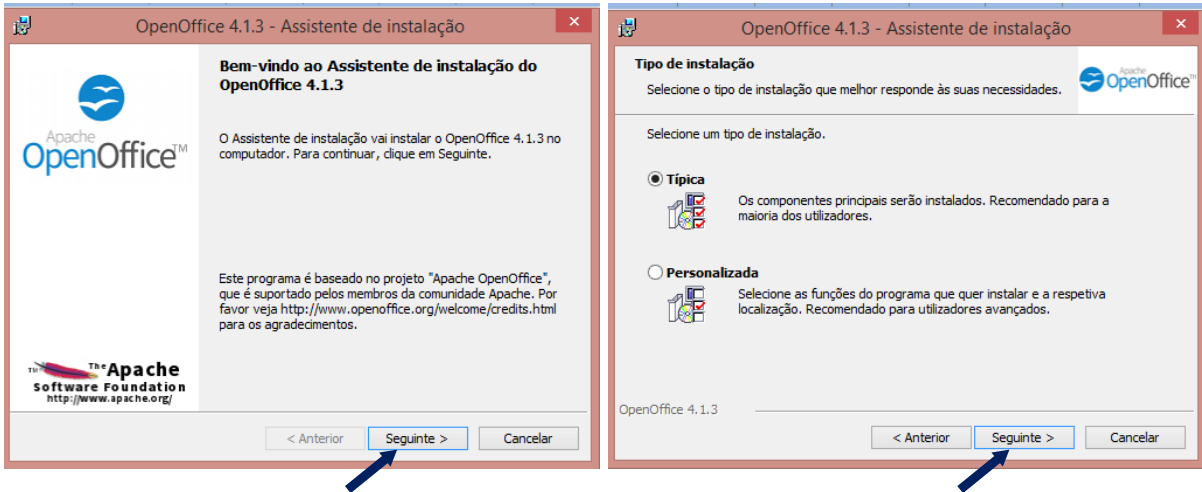 OpenOffice 4.1.3 - Assistente de instalação
Bem-vindo ao Assistente de instalação do
OpenOffice 4.1.3
Apache
OpenOffice™
O Assistente de instalação vai instalar o OpenOffice 4.1.3 no
computador. Para continuar, clique em Seguinte.
Este programa é baseado no projeto "Apache OpenOffice",
que é suportado pelos membros da comunidade Apache. Por
favor veja http://www.openoffice.org/welcome/credits.html
para os agradecimentos.
TM The Apache
Software Foundation
http://www.apache.org/
< Anterior
Seguinte >
Cancelar
OpenOffice 4.1.3 - Assistente de instalação
Tipo de instalação
Selecione o tipo de instalação que melhor responde às suas necessidades.
Apache
OpenOffice™
Selecione um tipo de instalação.
Típica
Os componentes principais serão instalados. Recomendado para a
maioria dos utilizadores.
Personalizada
Selecione as funções do programa que quer instalar e a respetiva
localização. Recomendado para utilizadores avançados.
OpenOffice 4.1.3
< Anterior
Seguinte >
Cancelar